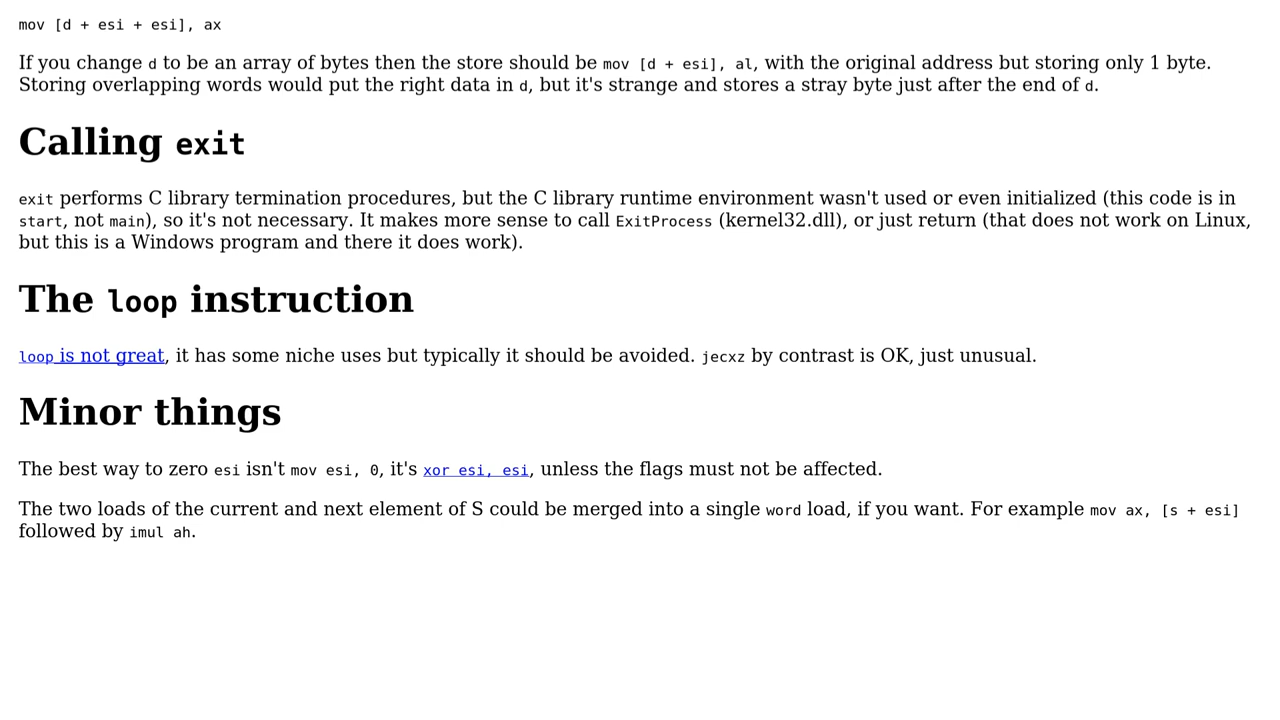 mov [d + esi + esi], ax
If you change d to be an array of bytes then the store should be mov [d + esi], al, with the original address but storing only 1 byte.
Storing overlapping words would put the right data in d, but it's strange and stores a stray byte just after the end of d.
Calling exit
exit performs C library termination procedures, but the C library runtime environment wasn't used or even initialized (this code is in
start, not main), so it's not necessary. It makes more sense to call ExitProcess (kernel32.dll), or just return (that does not work on Linux,
but this is a Windows program and there it does work).
The loop instruction
loop is not great, it has some niche uses but typically it should be avoided. jecxz by contrast is OK, just unusual.
Minor things
The best way to zero esi isn't mov esi, 0, it's xor esi, esi, unless the flags must not be affected.
The two loads of the current and next element of S could be merged into a single word load, if you want. For example mov ax, [s + esi]
followed by imul ah.